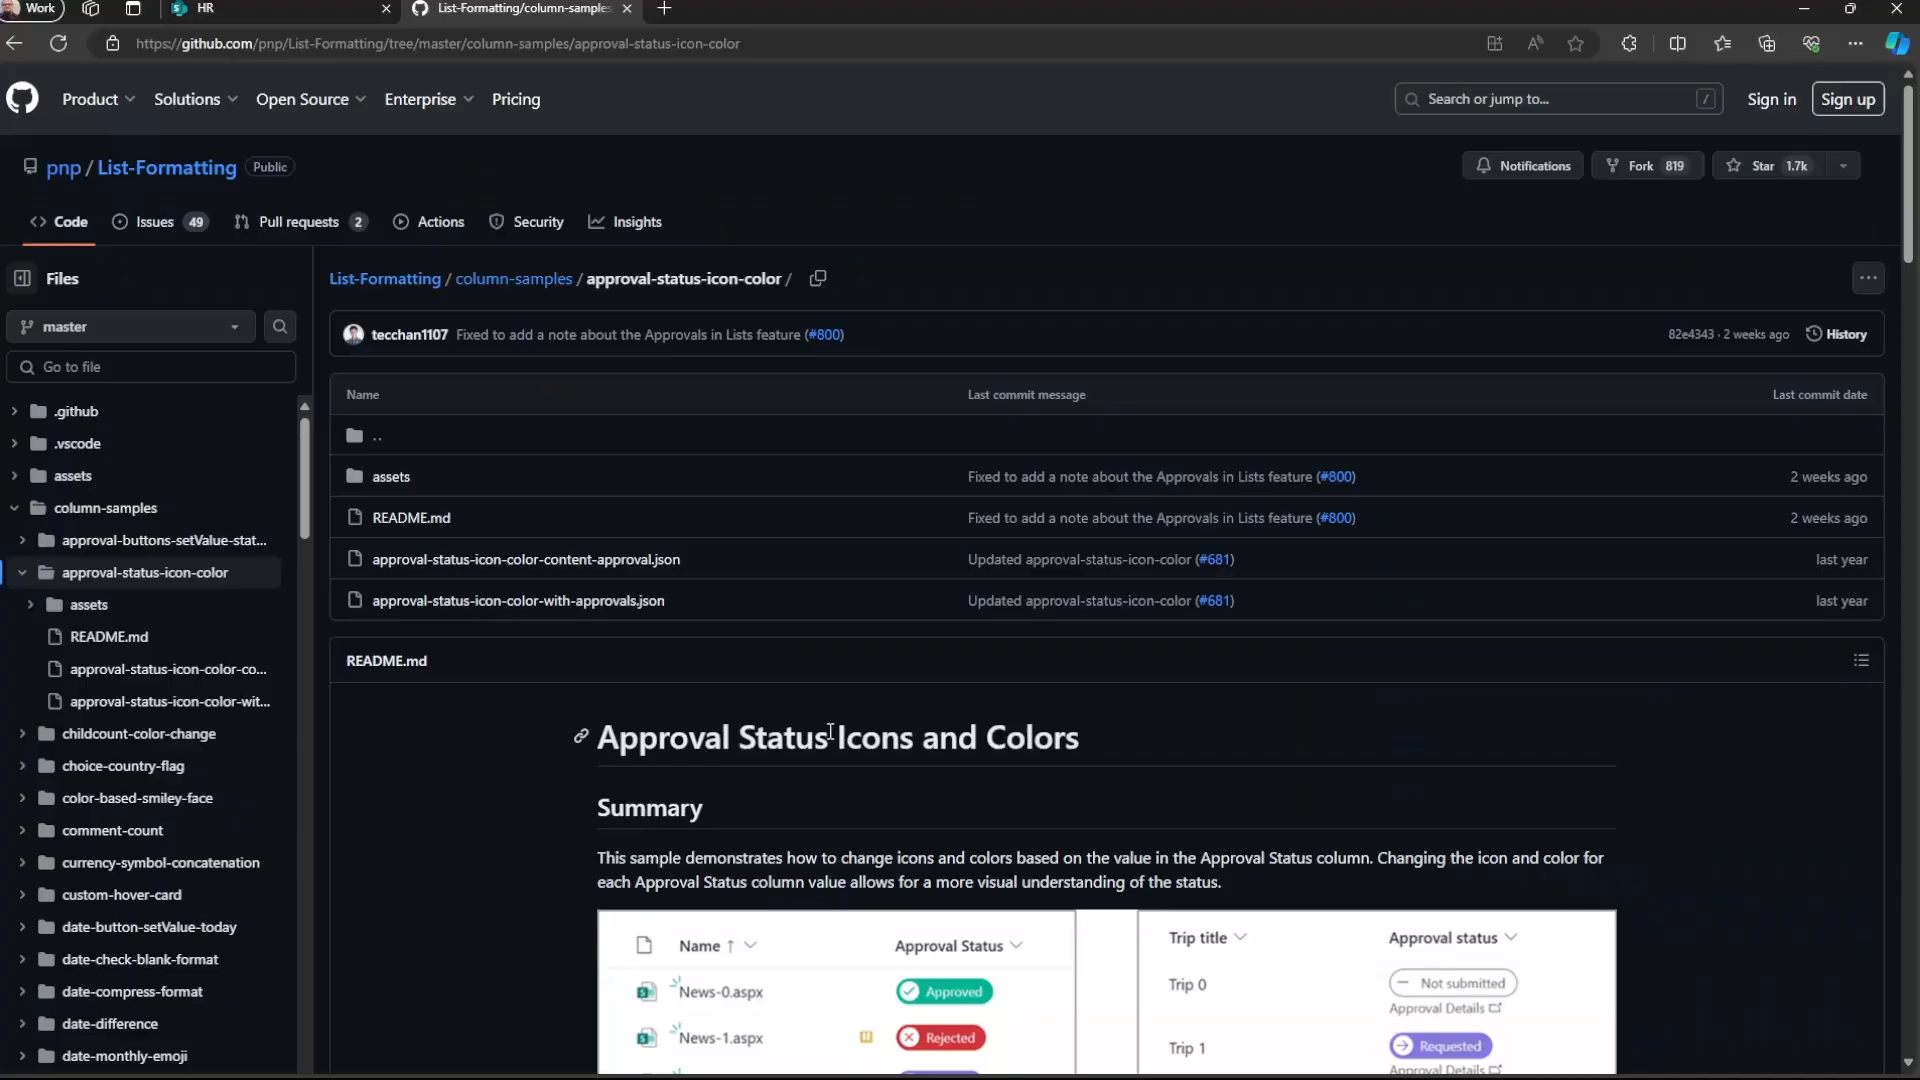 Work
HR
List-Formatting/column-samples
https://github.com/pnp/List-Formatting/tree/master/column-samples/approval-status-icon-color
Product Solutions Open Source Enterprise Pricing
Search or jump to... /
Sign in
Sign up
pnp / List-Formatting Public
Notifications
Fork 819
Star 1.7k
Code
Issues 49
Pull requests 2
Actions
Security
Insights
Files
master
Go to file
.github
.vscode
assets
column-samples
approval-buttons-setValue-stat...
approval-status-icon-color
assets
README.md
approval-status-icon-color-co...
approval-status-icon-color-wit...
childcount-color-change
choice-country-flag
color-based-smiley-face
comment-count
currency-symbol-concatenation
custom-hover-card
date-button-setValue-today
date-check-blank-format
date-compress-format
date-difference
date-monthly-emoji
List-Formatting / column-samples / approval-status-icon-color /
tecchan1107 Fixed to add a note about the Approvals in Lists feature (#800)
82e4343 · 2 weeks ago History
Name Last commit message Last commit date
..
assets Fixed to add a note about the Approvals in Lists feature (#800) 2 weeks ago
README.md Fixed to add a note about the Approvals in Lists feature (#800) 2 weeks ago
approval-status-icon-color-content-approval.json Updated approval-status-icon-color (#681) last year
approval-status-icon-color-with-approvals.json Updated approval-status-icon-color (#681) last year
README.md
Approval Status Icons and Colors
Summary
This sample demonstrates how to change icons and colors based on the value in the Approval Status column. Changing the icon and color for
each Approval Status column value allows for a more visual understanding of the status.
Name ↑ Approval Status
News-0.aspx Approved
News-1.aspx Rejected
Trip title Approval status
Trip 0 Not submitted
Approval Details
Trip 1 Requested
Approval Details